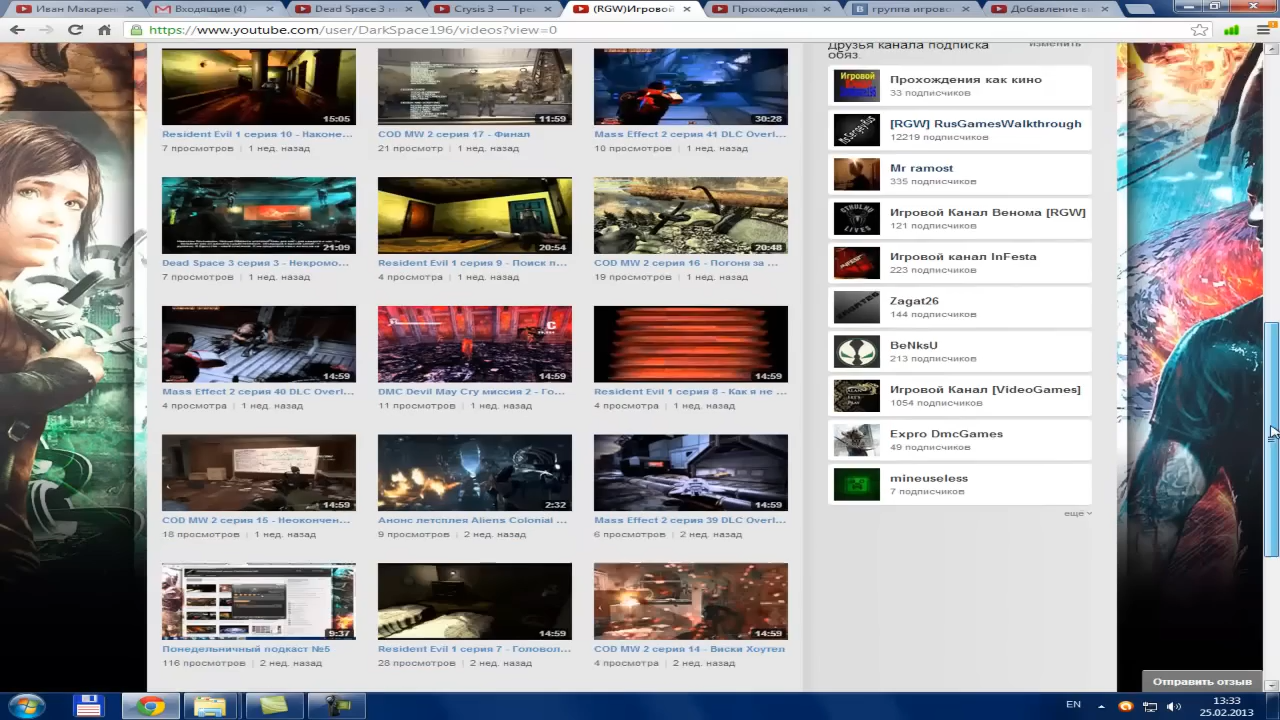 Иван Макарен
Входящие (4) -
Dead Space 3 н
Crysis 3 — Трей
(RGW)Игровой
Прохождения к
группа игрово
Добавление в
https://www.youtube.com/user/DarkSpace196/videos?view=0
15:05
Resident Evil 1 серия 10 - Наконе...
7 просмотров | 1 нед. назад
11:59
COD MW 2 серия 17 - Финал
21 просмотр | 1 нед. назад
30:28
Mass Effect 2 серия 41 DLC Overl...
10 просмотров | 1 нед. назад
21:09
Dead Space 3 серия 3 - Некромо...
7 просмотров | 1 нед. назад
20:54
Resident Evil 1 серия 9 - Поиск п...
4 просмотра | 1 нед. назад
20:48
COD MW 2 серия 16 - Погоня за ...
19 просмотров | 1 нед. назад
14:59
Mass Effect 2 серия 40 DLC Overl...
4 просмотра | 1 нед. назад
14:59
DMC Devil May Cry миссия 2 - Го...
11 просмотров | 1 нед. назад
14:59
Resident Evil 1 серия 8 - Как я не ...
4 просмотра | 1 нед. назад
14:59
COD MW 2 серия 15 - Неокончен...
18 просмотров | 1 нед. назад
2:32
Анонс летсплея Aliens Colonial ...
9 просмотров | 2 нед. назад
14:59
Mass Effect 2 серия 39 DLC Overl...
6 просмотров | 2 нед. назад
9:37
Понедельничный подкаст №5
116 просмотров | 2 нед. назад
14:59
Resident Evil 1 серия 7 - Головол...
28 просмотров | 2 нед. назад
14:59
COD MW 2 серия 14 - Виски Хоутел
4 просмотра | 2 нед. назад
Друзья канала подписка
обяз.
изменить
Игровой
Прохождения как кино
33 подписчиков
[RGW] RusGamesWalkthrough
12219 подписчиков
Mr ramost
335 подписчиков
CTHULHU
LIVES
Игровой Канал Венома [RGW]
121 подписчиков
Игровой канал InFesta
223 подписчиков
Zagat26
144 подписчиков
BeNksU
213 подписчиков
Игровой Канал [VideoGames]
1054 подписчиков
Expro DmcGames
49 подписчиков
mineuseless
7 подписчиков
ещё
Отправить отзыв
EN
13:33
25.02.2013